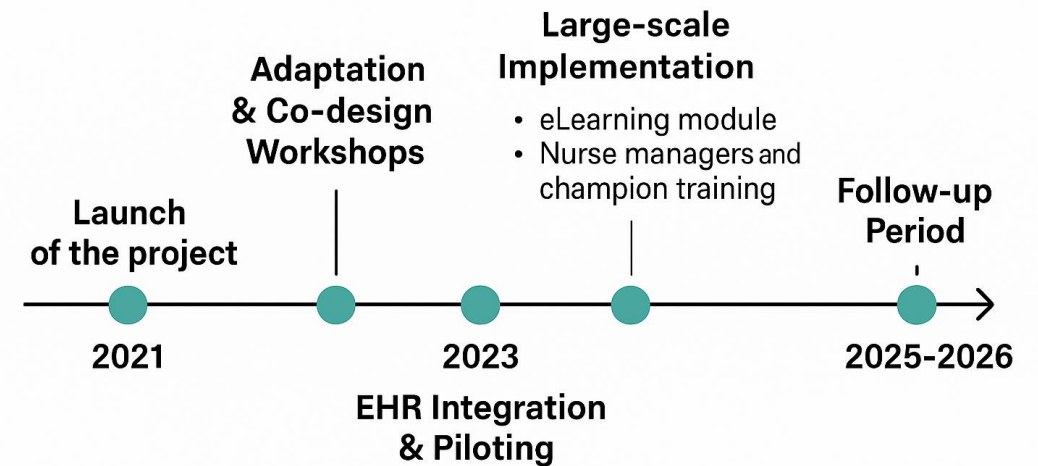 Launch
of the project
2021
Adaptation
& Co-design
Workshops
2023
EHR Integration
& Piloting
Large-scale
Implementation
• eLearning module
• Nurse managers and
champion training
Follow-up
Period
2025-2026